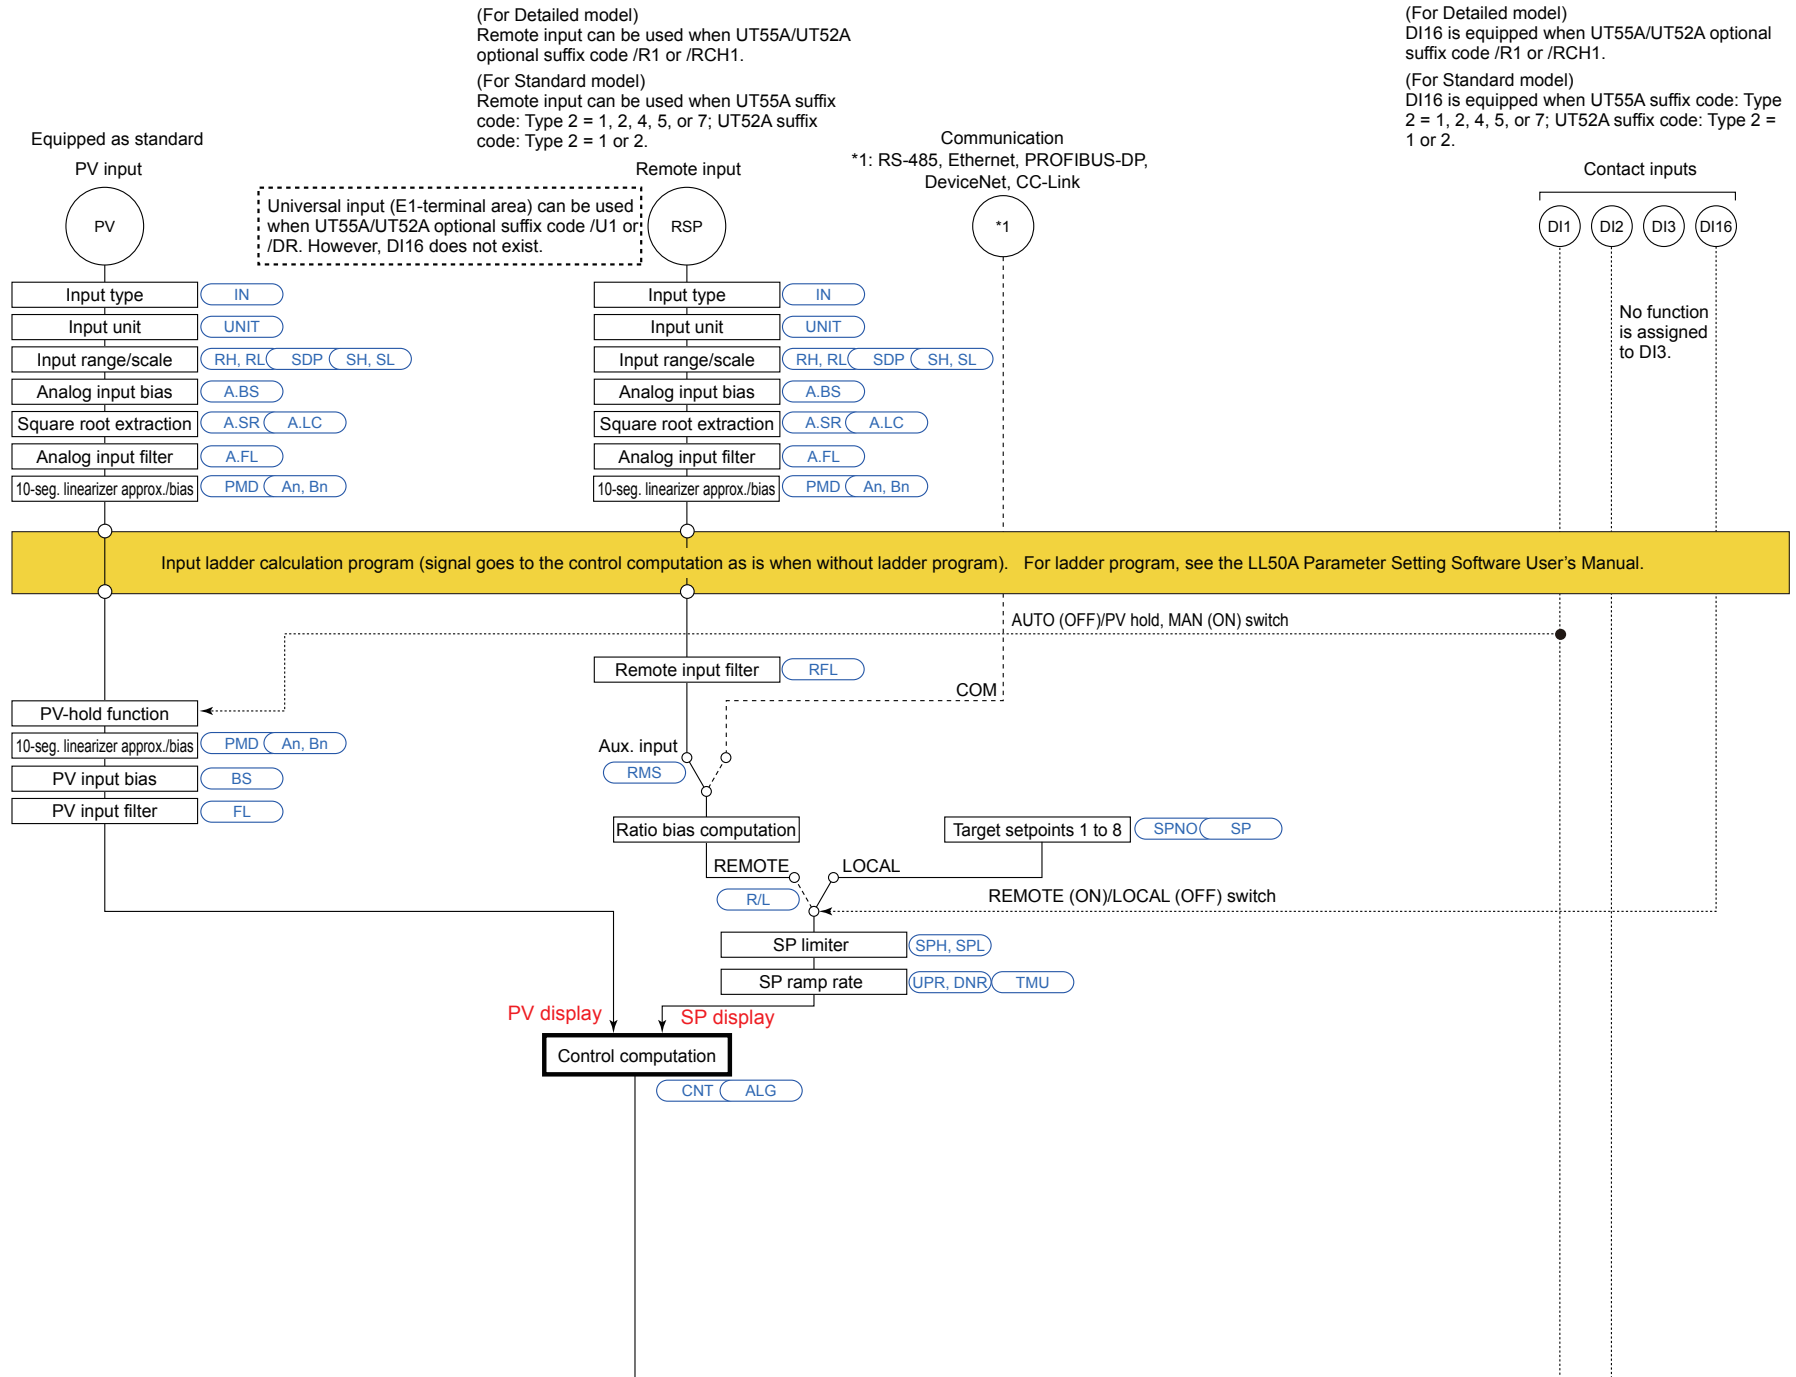 (For Detailed model)
Remote input can be used when UT55A/UT52A
optional suffix code /R1 or /RCH1.
(For Standard model)
Remote input can be used when UT55A suffix
code: Type 2 = 1, 2, 4, 5, or 7; UT52A suffix
code: Type 2 = 1 or 2.
(For Detailed model)
DI16 is equipped when UT55A/UT52A optional
suffix code /R1 or /RCH1.
(For Standard model)
DI16 is equipped when UT55A suffix code: Type
2 = 1, 2, 4, 5, or 7; UT52A suffix code: Type 2 =
1 or 2.
Equipped as standard
PV input
Remote input
Communication
*1: RS-485, Ethernet, PROFIBUS-DP,
DeviceNet, CC-Link
Contact inputs
PV
Universal input (E1-terminal area) can be used
when UT55A/UT52A optional suffix code /U1 or
/DR. However, DI16 does not exist.
RSP
*1
DI1
DI2
DI3
DI16
No function
is assigned
to DI3.
Input type
IN
Input unit
UNIT
Input range/scale
RH, RL
SDP
SH, SL
Analog input bias
A.BS
Square root extraction
A.SR
A.LC
Analog input filter
A.FL
10-seg. linearizer approx./bias
PMD
An, Bn
Input type
IN
Input unit
UNIT
Input range/scale
RH, RL
SDP
SH, SL
Analog input bias
A.BS
Square root extraction
A.SR
A.LC
Analog input filter
A.FL
10-seg. linearizer approx./bias
PMD
An, Bn
Input ladder calculation program (signal goes to the control computation as is when without ladder program). For ladder program, see the LL50A Parameter Setting Software User's Manual.
AUTO (OFF)/PV hold, MAN (ON) switch
Remote input filter
RFL
COM
PV-hold function
10-seg. linearizer approx./bias
PMD
An, Bn
PV input bias
BS
PV input filter
FL
Aux. input
RMS
Ratio bias computation
Target setpoints 1 to 8
SPNO
SP
REMOTE
LOCAL
R/L
REMOTE (ON)/LOCAL (OFF) switch
SP limiter
SPH, SPL
SP ramp rate
UPR, DNR
TMU
PV display
SP display
Control computation
CNT
ALG